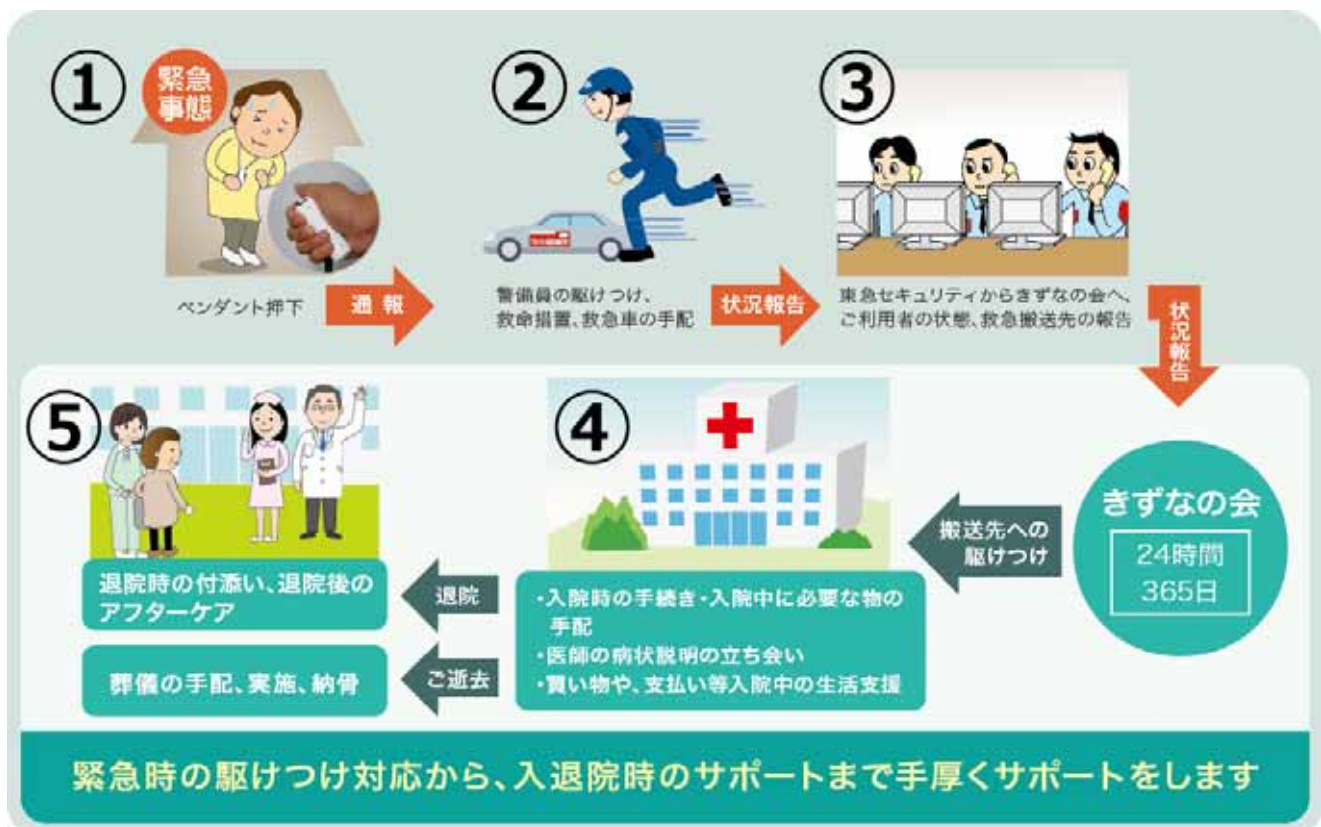 ①
緊急
事態
ペンダント押下
通報
②
警備員の駆けつけ、
救命措置、救急車の手配
状況報告
③
東急セキュリティからきずなの会へ、
ご利用者の状態、救急搬送先の報告
状況報告
きずなの会
24時間
365日
搬送先への
駆けつけ
④
・入院時の手続き・入院中に必要な物の
手配
・医師の病状説明の立ち会い
・買い物や、支払い等入院中の生活支援
退院
ご逝去
⑤
退院時の付添い、退院後の
アフターケア
葬儀の手配、実施、納骨
緊急時の駆けつけ対応から、入退院時のサポートまで手厚くサポートをします